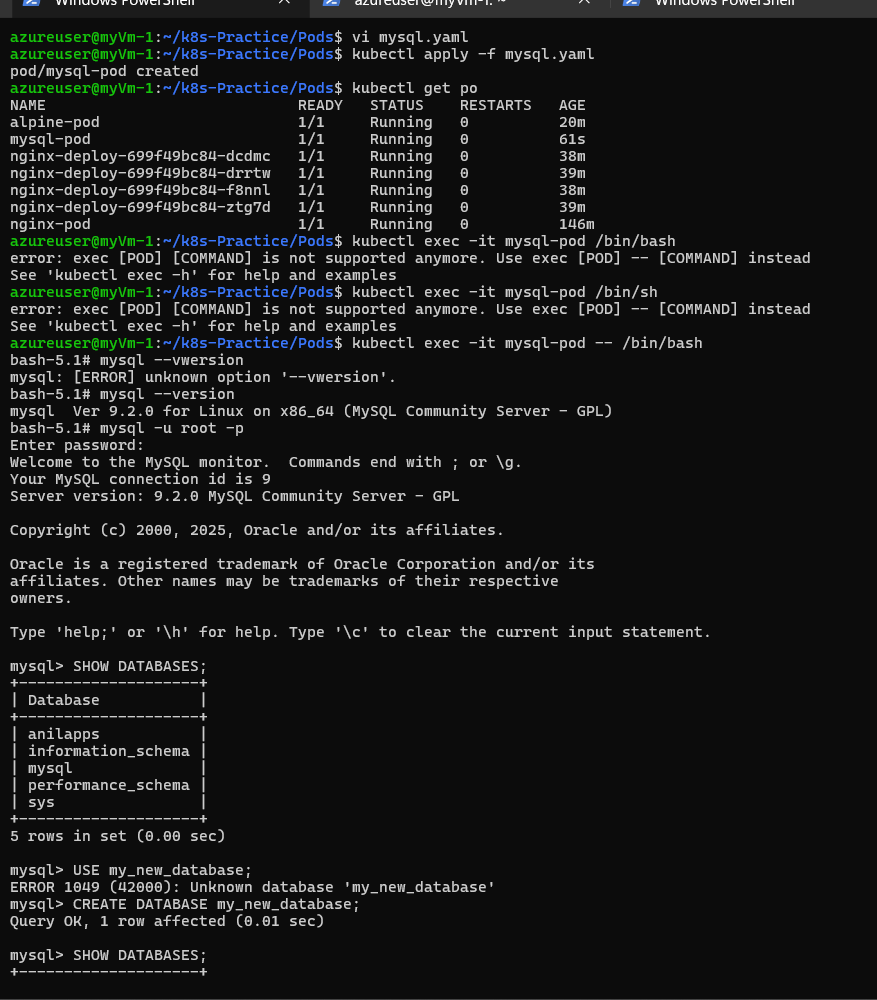 Windows PowerShell
azureuser@myVm-1: ~
Windows PowerShell
azureuser@myVm-1:~/k8s-Practice/Pods$ vi mysql.yaml
azureuser@myVm-1:~/k8s-Practice/Pods$ kubectl apply -f mysql.yaml
pod/mysql-pod created
azureuser@myVm-1:~/k8s-Practice/Pods$ kubectl get po
NAME                            READY   STATUS    RESTARTS   AGE
alpine-pod                      1/1     Running   0          20m
mysql-pod                       1/1     Running   0          61s
nginx-deploy-699f49bc84-dcdmc   1/1     Running   0          38m
nginx-deploy-699f49bc84-drrtw   1/1     Running   0          39m
nginx-deploy-699f49bc84-f8nnl   1/1     Running   0          38m
nginx-deploy-699f49bc84-ztg7d   1/1     Running   0          39m
nginx-pod                       1/1     Running   0          146m
azureuser@myVm-1:~/k8s-Practice/Pods$ kubectl exec -it mysql-pod /bin/bash
error: exec [POD] [COMMAND] is not supported anymore. Use exec [POD] -- [COMMAND] instead
See 'kubectl exec -h' for help and examples
azureuser@myVm-1:~/k8s-Practice/Pods$ kubectl exec -it mysql-pod /bin/sh
error: exec [POD] [COMMAND] is not supported anymore. Use exec [POD] -- [COMMAND] instead
See 'kubectl exec -h' for help and examples
azureuser@myVm-1:~/k8s-Practice/Pods$ kubectl exec -it mysql-pod -- /bin/bash
bash-5.1# mysql --vwersion
mysql: [ERROR] unknown option '--vwersion'.
bash-5.1# mysql --version
mysql  Ver 9.2.0 for Linux on x86_64 (MySQL Community Server - GPL)
bash-5.1# mysql -u root -p
Enter password:
Welcome to the MySQL monitor.  Commands end with ; or \g.
Your MySQL connection id is 9
Server version: 9.2.0 MySQL Community Server - GPL
Copyright (c) 2000, 2025, Oracle and/or its affiliates.
Oracle is a registered trademark of Oracle Corporation and/or its
affiliates. Other names may be trademarks of their respective
owners.
Type 'help;' or '\h' for help. Type '\c' to clear the current input statement.
mysql> SHOW DATABASES;
+--------------------+
| Database           |
+--------------------+
| anilapps           |
| information_schema |
| mysql              |
| performance_schema |
| sys                |
+--------------------+
5 rows in set (0.00 sec)
mysql> USE my_new_database;
ERROR 1049 (42000): Unknown database 'my_new_database'
mysql> CREATE DATABASE my_new_database;
Query OK, 1 row affected (0.01 sec)
mysql> SHOW DATABASES;
+--------------------+